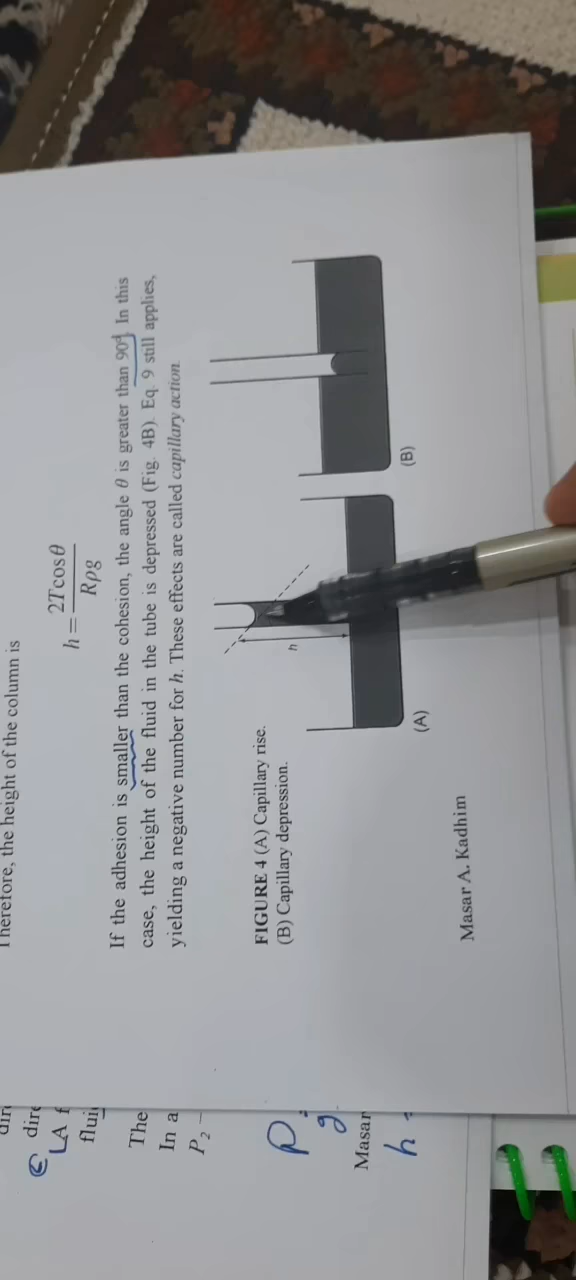 Therefore, the height of the column is
h = 2T cosθ / Rρg
If the adhesion is smaller than the cohesion, the angle θ is greater than 90° In this
case, the height of the fluid in the tube is depressed (Fig. 4B). Eq. 9 still applies,
yielding a negative number for h. These effects are called capillary action.
h
(A)
(B)
FIGURE 4 (A) Capillary rise.
(B) Capillary depression.
Masar A. Kadhim
The
In a
P₂
P
g
Masar
h